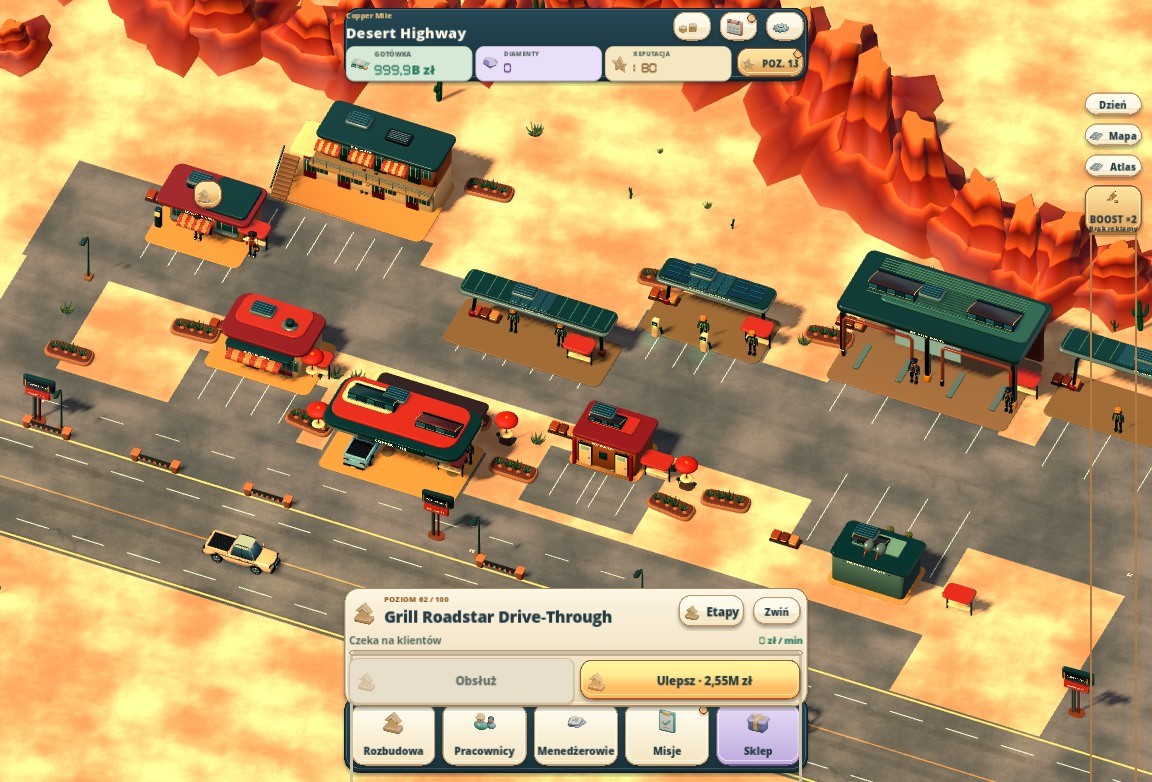 Copper Mile
Desert Highway
GOTÓWKA
999,9B zł
DIAMENTY
0
REPUTACJA
: 80
POZ. 13
Dzień
Mapa
Atlas
BOOST ×2
Brak reklamy
POZIOM 62 / 100
Grill Roadstar Drive-Through
Etapy
Zwiń
Czeka na klientów
0 zł / min
Obsłuż
Ulepsz · 2,55M zł
Rozbudowa
Pracownicy
Menedżerowie
Misje
Sklep